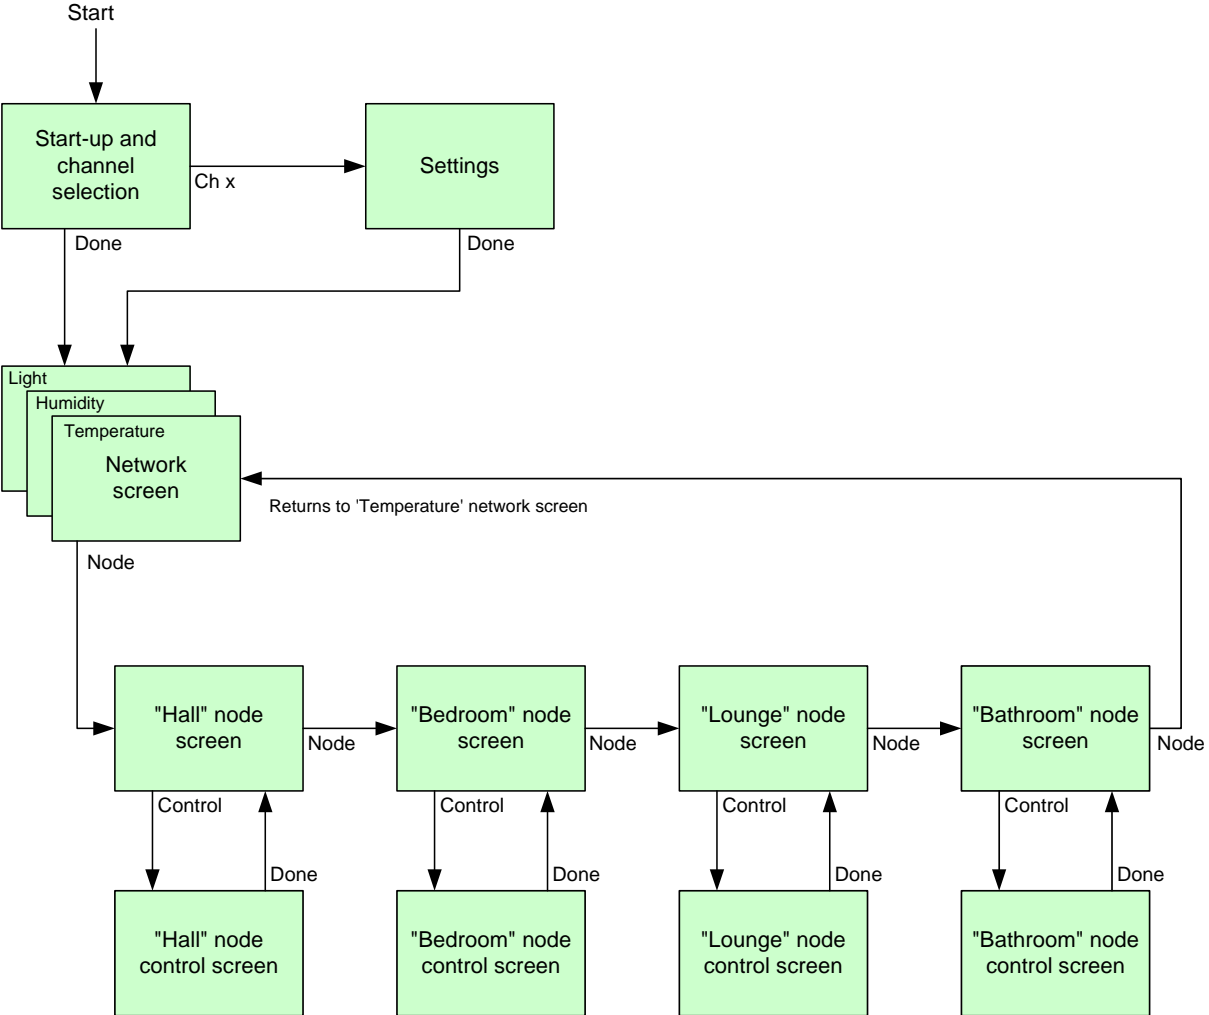 Start
Start-up and
channel
selection
Ch x
Settings
Done
Done
Light
Humidity
Temperature
Network
screen
Returns to 'Temperature' network screen
Node
"Hall" node
screen
Node
"Bedroom" node
screen
Node
"Lounge" node
screen
Node
"Bathroom" node
screen
Node
Control
Control
Control
Control
Done
Done
Done
Done
"Hall" node
control screen
"Bedroom" node
control screen
"Lounge" node
control screen
"Bathroom" node
control screen